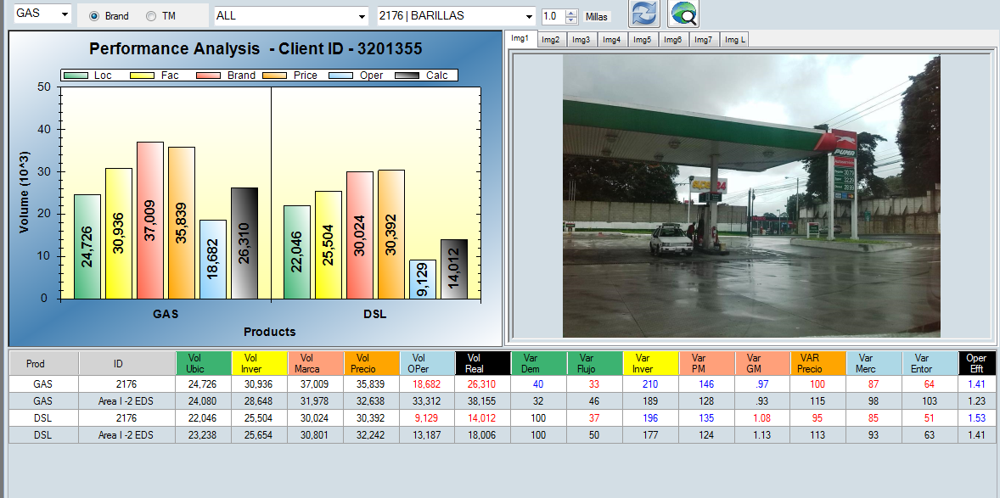 GAS Brand TM ALL 2176 | BARILLAS 1.0 Millas
Img1 Img2 Img3 Img4 Img5 Img6 Img7 Img L
Performance Analysis - Client ID - 3201355
Loc Fac Brand Price Oper Calc
Volume (10^3)
50
40
30
20
10
0
24,726 30,936 37,009 35,839 18,682 26,310
22,046 25,504 30,024 30,392 9,129 14,012
GAS DSL
Products
PUMA
Prod ID Vol Ubic Vol Inver Vol Marca Vol Precio Vol OPer Vol Real Var Dem Var Flujo Var Inver Var PM Var GM VAR Precio Var Merc Var Entor Oper Efft
GAS 2176 24,726 30,936 37,009 35,839 18,682 26,310 40 33 210 146 .97 100 87 64 1.41
GAS Area I -2 EDS 24,080 28,648 31,978 32,638 33,312 38,155 32 46 189 128 .93 115 98 103 1.23
DSL 2176 22,046 25,504 30,024 30,392 9,129 14,012 100 37 196 135 1.08 95 85 51 1.53
DSL Area I -2 EDS 23,238 25,654 30,801 32,242 13,187 18,006 100 50 177 124 1.13 113 93 63 1.41